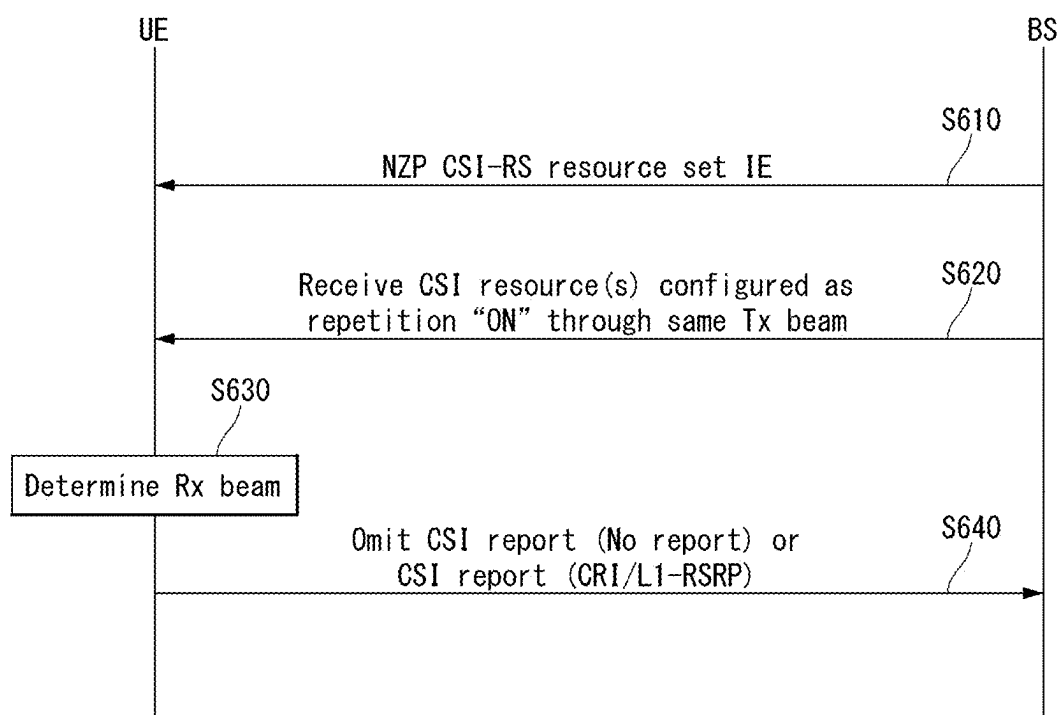 UE
BS
S610
NZP CSI-RS resource set IE
S620
Receive CSI resource(s) configured as
repetition “ON” through same Tx beam
S630
Determine Rx beam
S640
Omit CSI report (No report) or
CSI report (CRI/L1-RSRP)